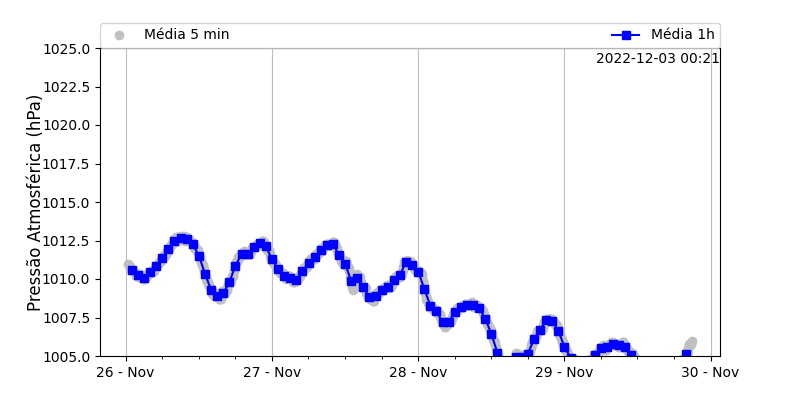 Média 5 min
Média 1h
2022-12-03 00:21
Pressão Atmosférica (hPa)
1025.0
1022.5
1020.0
1017.5
1015.0
1012.5
1010.0
1007.5
1005.0
26 - Nov
27 - Nov
28 - Nov
29 - Nov
30 - Nov